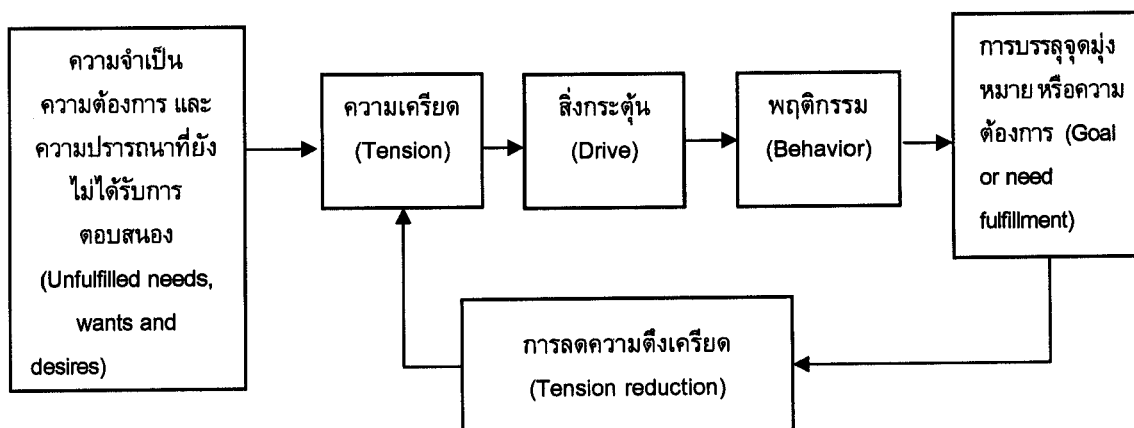 ความจำเป็น
ความต้องการ และ
ความปรารถนาที่ยัง
ไม่ได้รับการ
ตอบสนอง
(Unfulfilled needs,
wants and
desires)
ความเครียด
(Tension)
สิ่งกระตุ้น
(Drive)
พฤติกรรม
(Behavior)
การบรรลุจุดมุ่ง
หมาย หรือความ
ต้องการ (Goal
or need
fulfillment)
การลดความตึงเครียด
(Tension reduction)